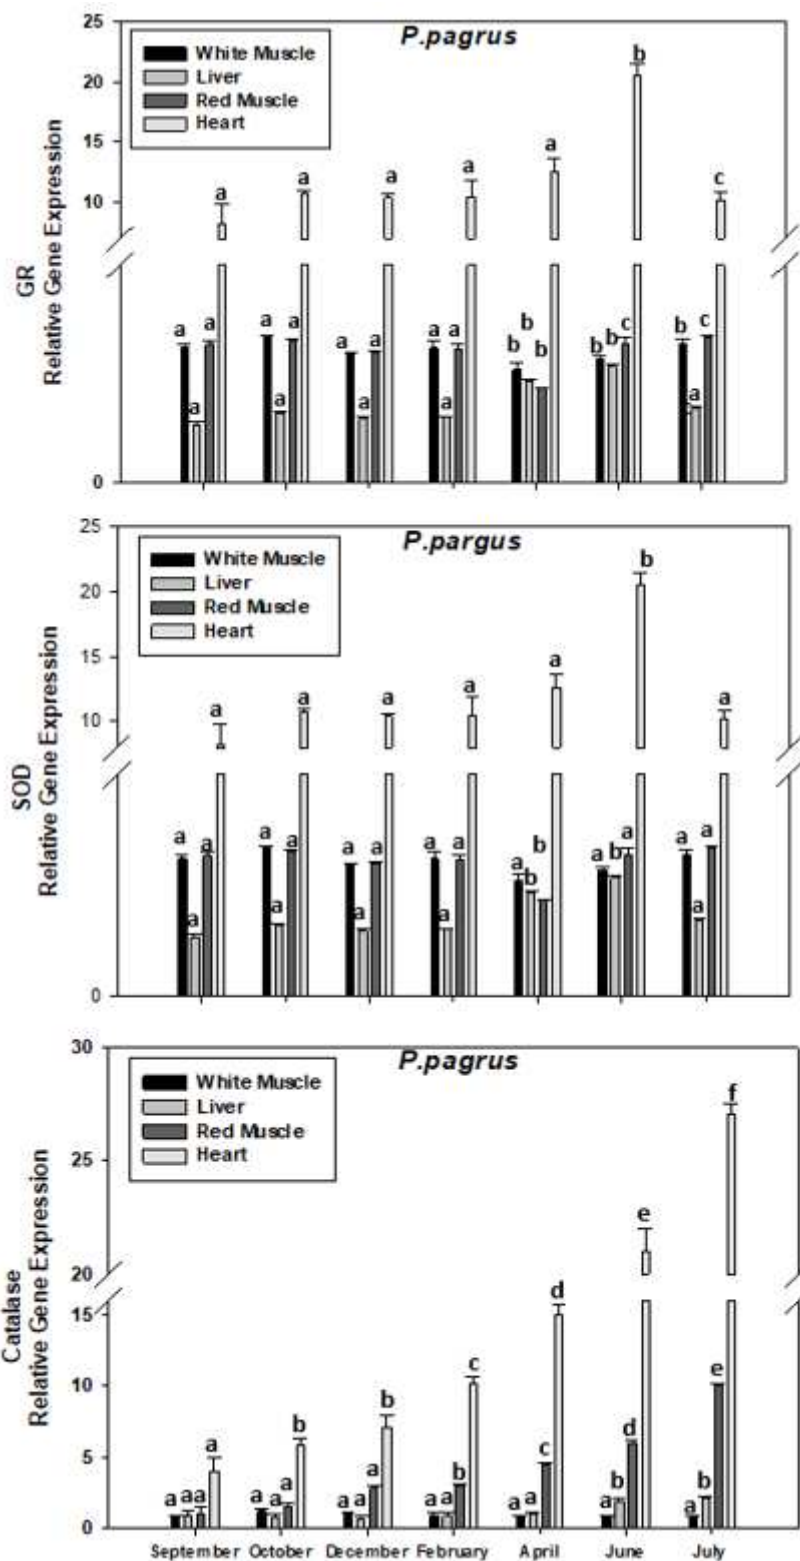 P.pagrus
White Muscle
Liver
Red Muscle
Heart
GR
Relative Gene Expression
25
20
15
10
0
a a a a
a a a a
a a a a
a a a a
b b b a
b b c b
b a c c
P.pargus
White Muscle
Liver
Red Muscle
Heart
SOD
Relative Gene Expression
25
20
15
10
0
a a a a
a a a a
a a a a
a a a a
a b b a
a b a b
a a a a
P.pagrus
White Muscle
Liver
Red Muscle
Heart
Catalase
Relative Gene Expression
30
25
20
15
10
5
0
a a a a
a a a b
a a a b
a a b c
a a c d
a b d e
a b e f
September October December February April June July